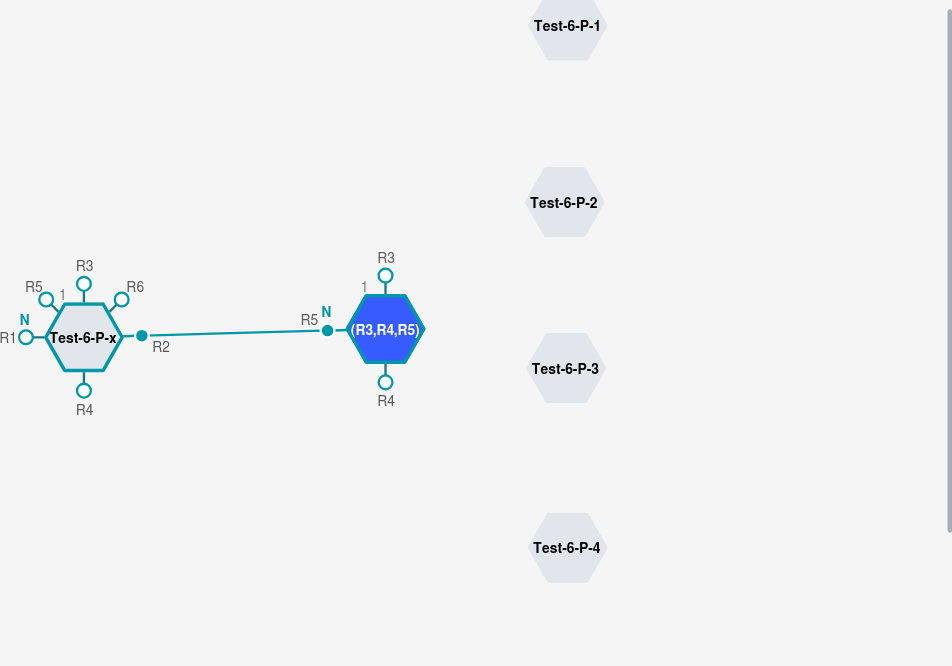 Test-6-P-1
Test-6-P-2
R3
R3
R5
1
R6
1
N
N
R5
R1
Test-6-P-x
R2
(R3,R4,R5)
Test-6-P-3
R4
R4
Test-6-P-4